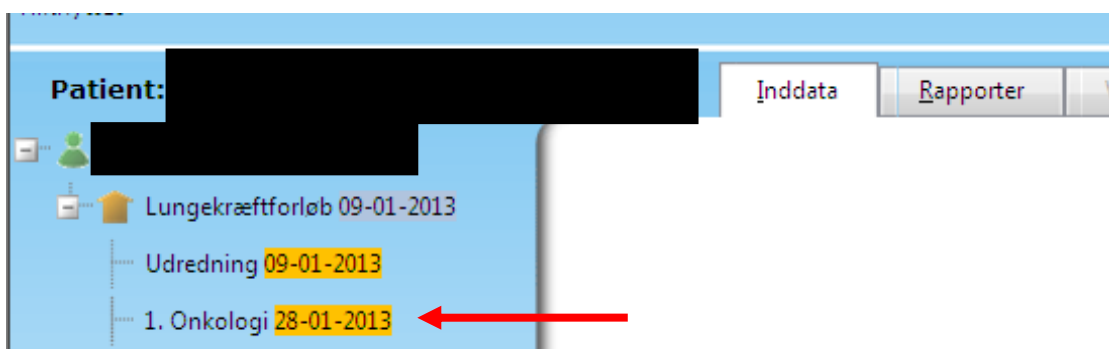 Patient:
Inddata Rapporter
Lungekræftforløb 09-01-2013
Udredning 09-01-2013
1. Onkologi 28-01-2013